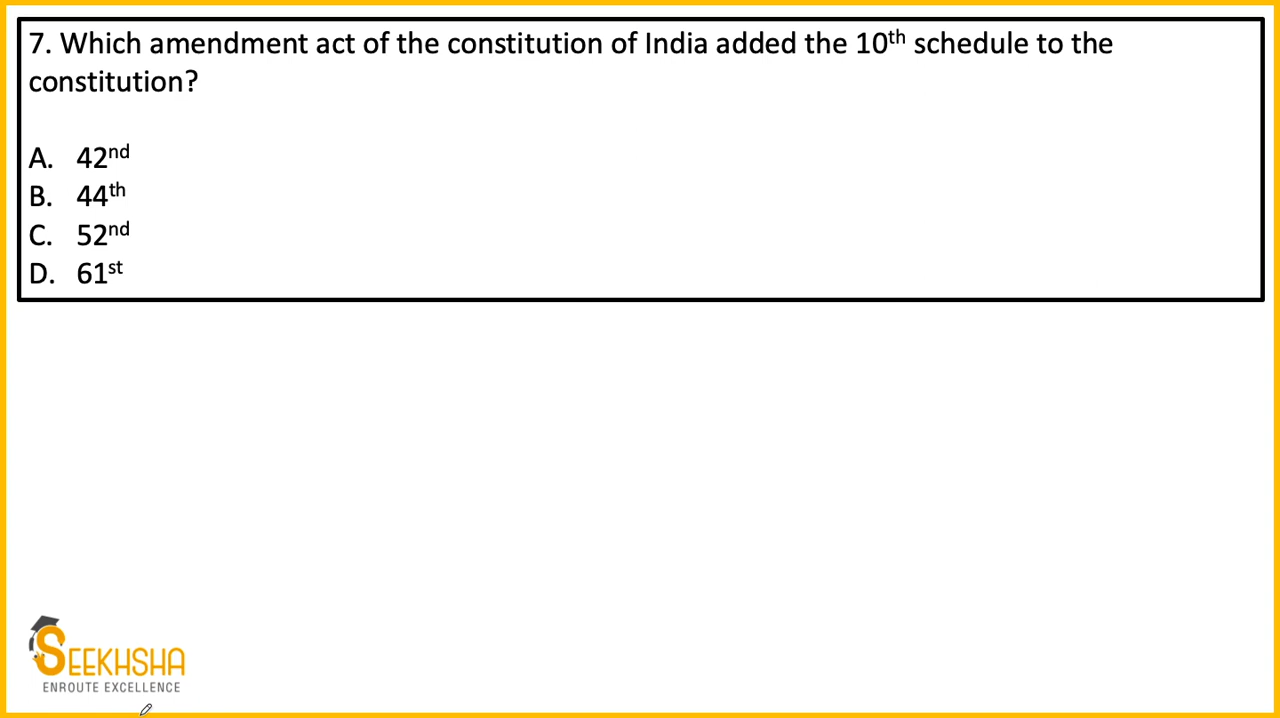 7. Which amendment act of the constitution of India added the 10th schedule to the
constitution?
A. 42nd
B. 44th
C. 52nd
D. 61st
SEEKHSHA
ENROUTE EXCELLENCE